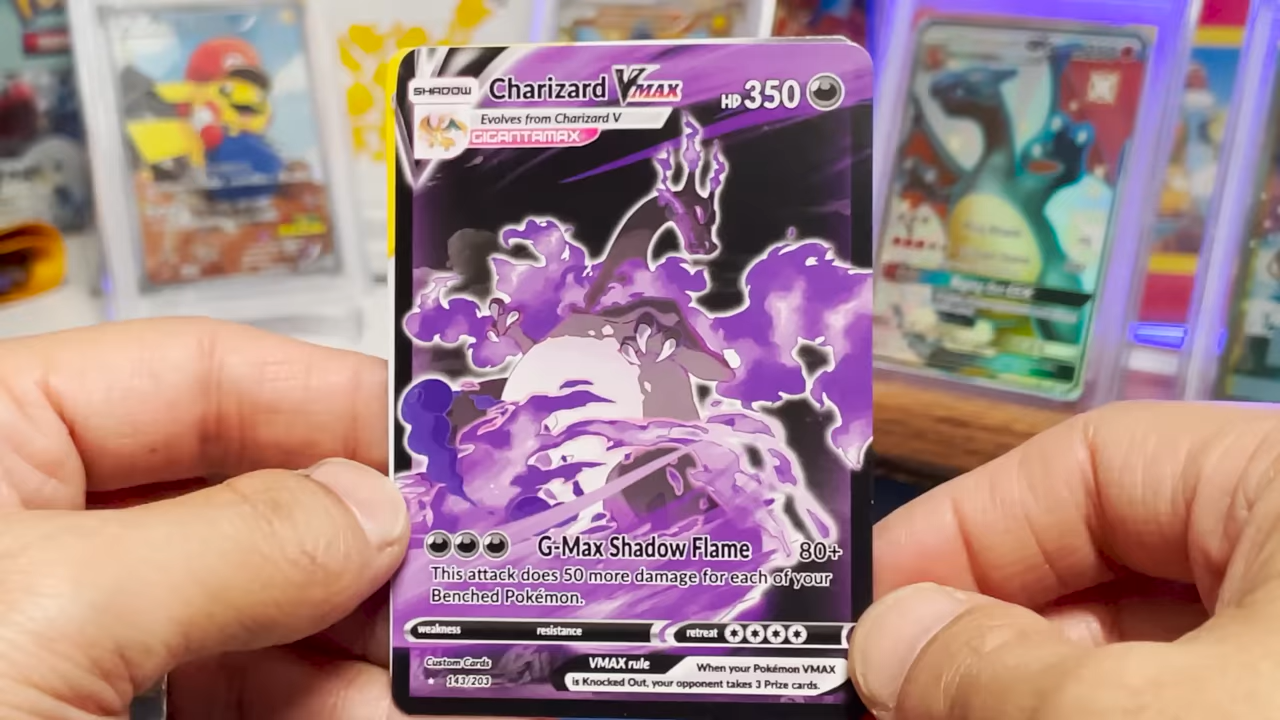 SHADOW Charizard VMAX HP 350
Evolves from Charizard V
GIGANTAMAX
G-Max Shadow Flame 80+
This attack does 50 more damage for each of your
Benched Pokémon.
weakness resistance retreat
Custom Cards
143/203
VMAX rule When your Pokémon VMAX
is Knocked Out, your opponent takes 3 Prize cards.